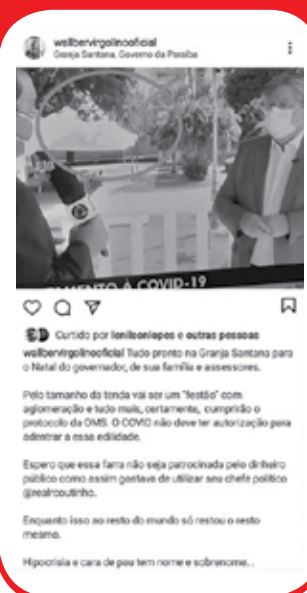 wallbervirgolinooficial
Granja Santana, Governo da Paraíba
MENTO À COVID-19
Curtido por lenilsonlopes e outras pessoas
wallbervirgolinooficial Tudo pronto na Granja Santana para
o Natal do governador, de sua família e assessores.
Pelo tamanho da tenda vai ser um "festão" com
aglomeração e tudo mais, certamente, cumprirão o
protocolo da OMS. O COVID não deve ter autorização para
adentrar a essa edilidade.
Espero que essa farra não seja patrocinada pelo dinheiro
público como assim gostava de utilizar seu chefe político
@realrcoutinho.
Enquanto isso ao resto do mundo só restou o resto
mesmo.
Hipocrisia e cara de pau tem nome e sobrenome...